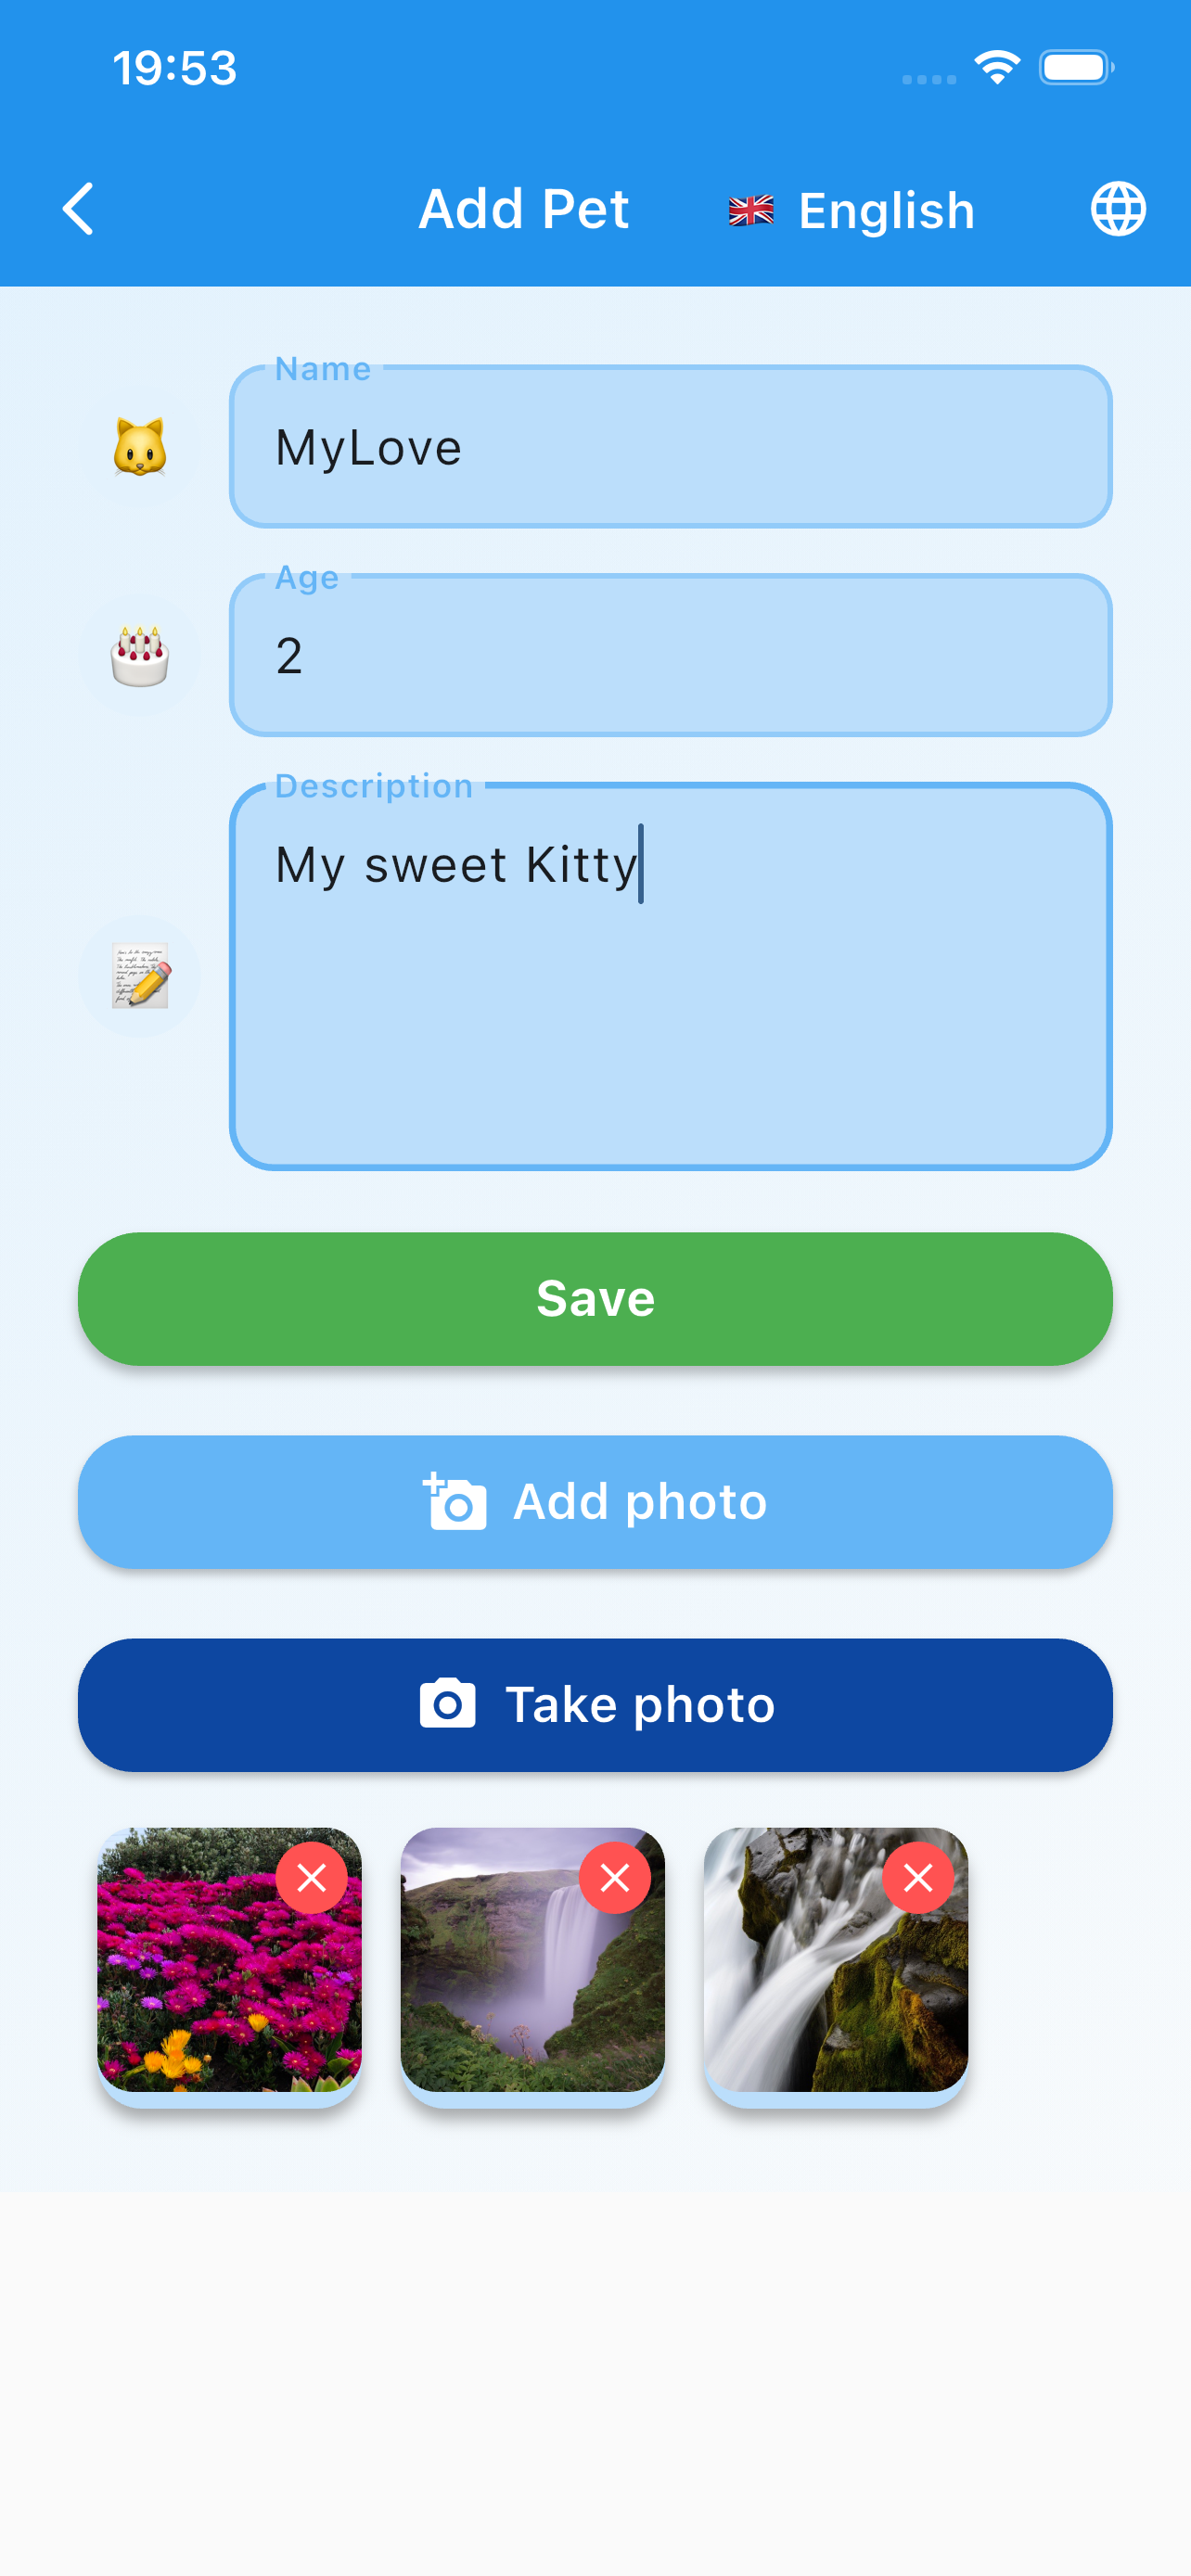 19:53
Add Pet
English
Name
MyLove
Age
2
Description
My sweet Kitty
Save
Add photo
Take photo